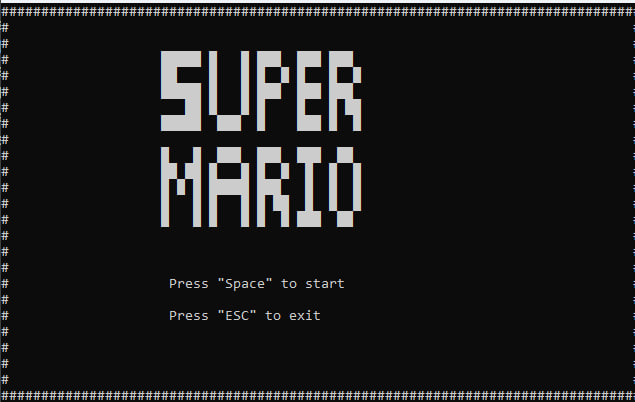 SUPER
MARIO
Press "Space" to start
Press "ESC" to exit